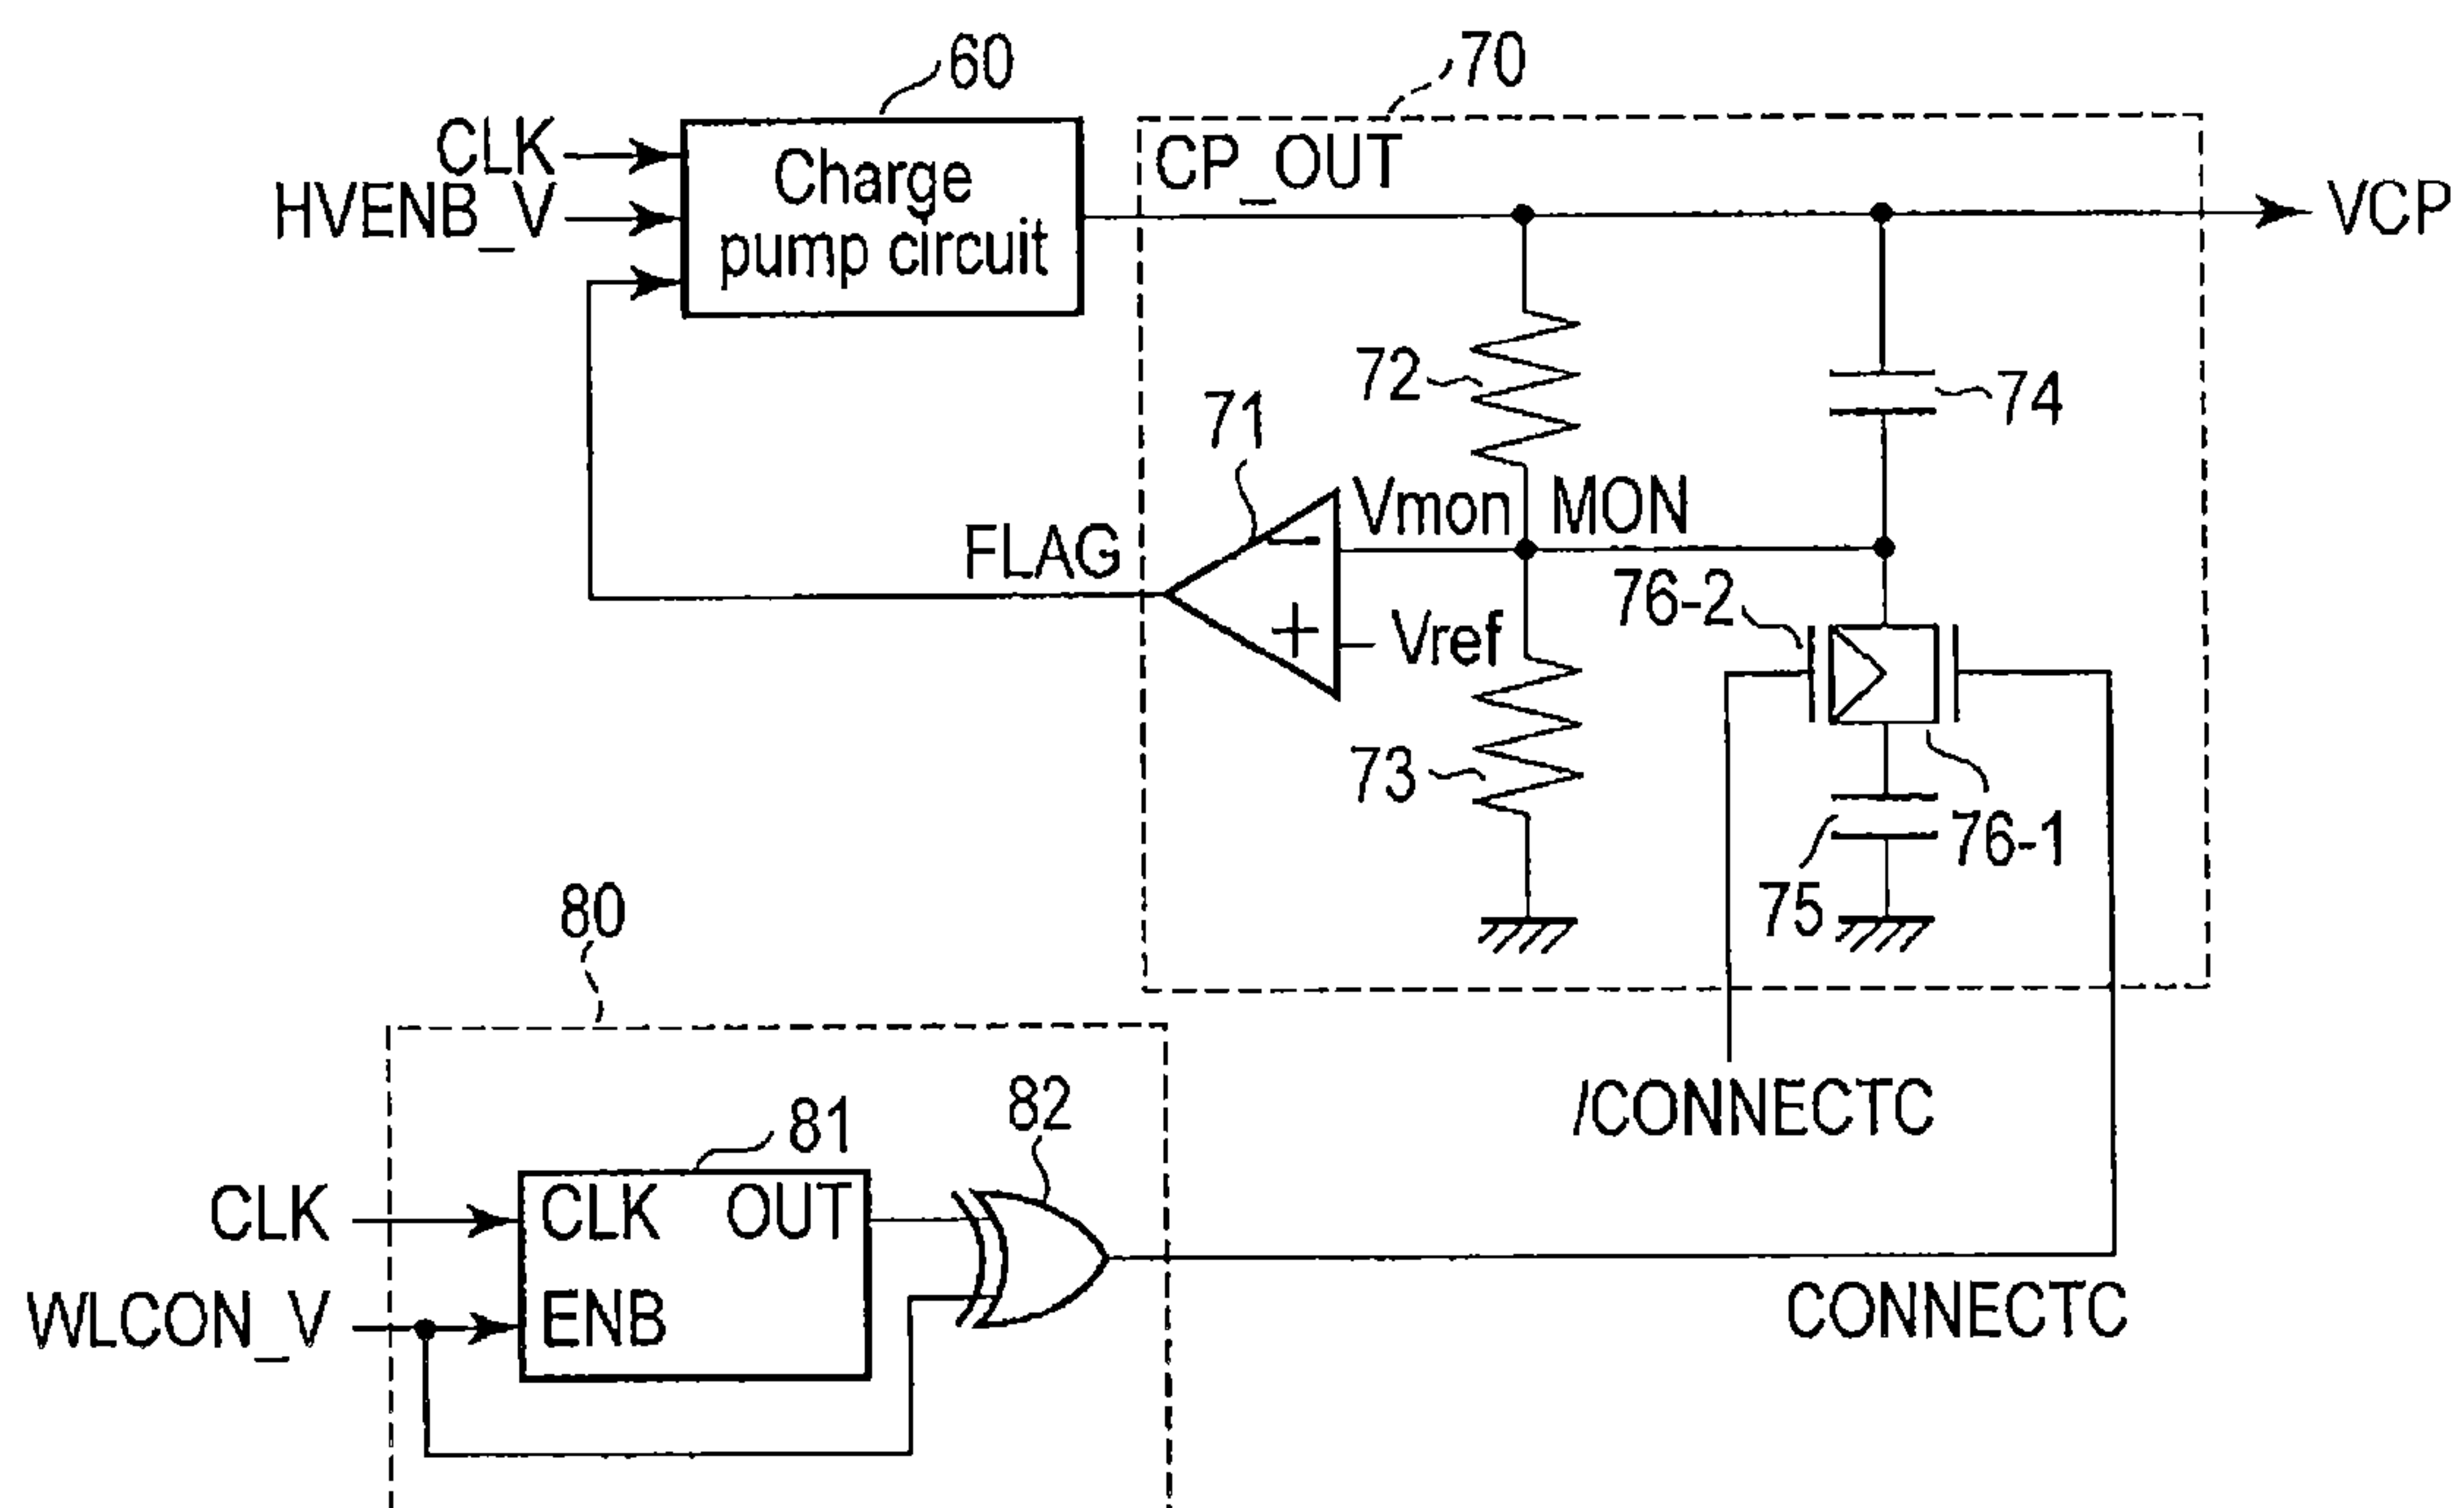 60
70
CLK
HVENB_V
Charge
pump circuit
CP_OUT
VCP
72
74
71
Vmon
MON
FLAG
−
+
Vref
76-2
73
76-1
75
80
/CONNECTC
81
82
CLK
CLK
OUT
WLCON_V
ENB
CONNECTC